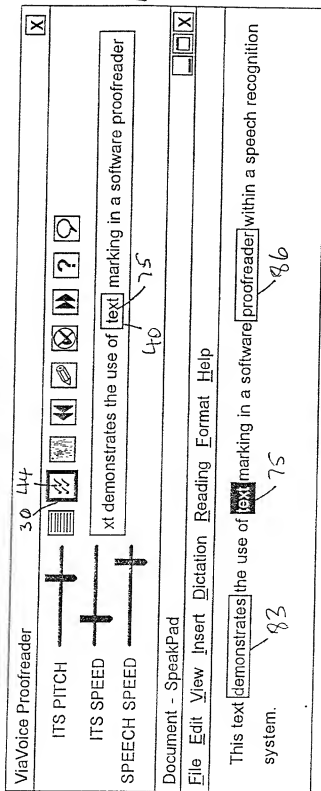 ViaVoice Proofreader X
30 44
? 
ITS PITCH
ITS SPEED
SPEECH SPEED
xt demonstrates the use of text marking in a software proofreader
40 75
Document - SpeakPad X
File Edit View Insert Dictation Reading Format Help
This text demonstrates the use of text marking in a software proofreader within a speech recognition
system.
83 75 86